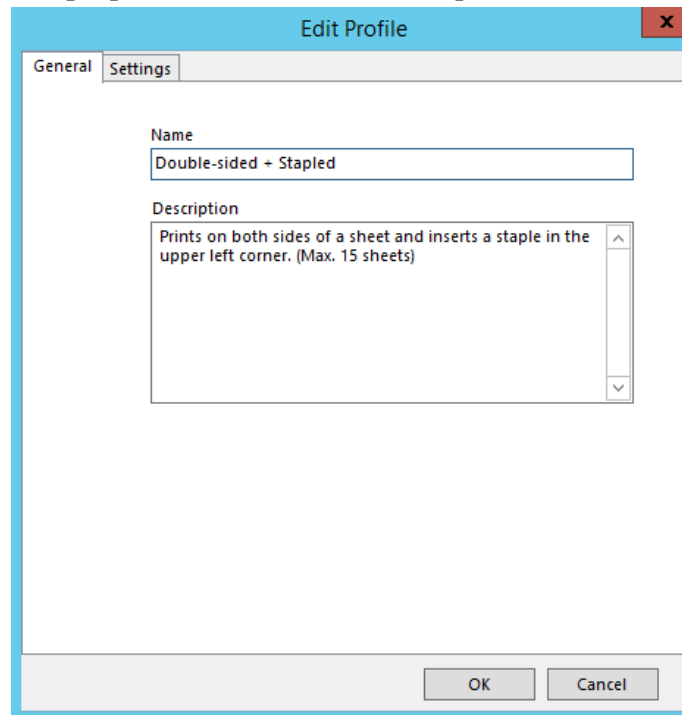 Edit Profile
x
General Settings
Name
Double-sided + Stapled
Description
Prints on both sides of a sheet and inserts a staple in the
upper left corner. (Max. 15 sheets)
OK Cancel